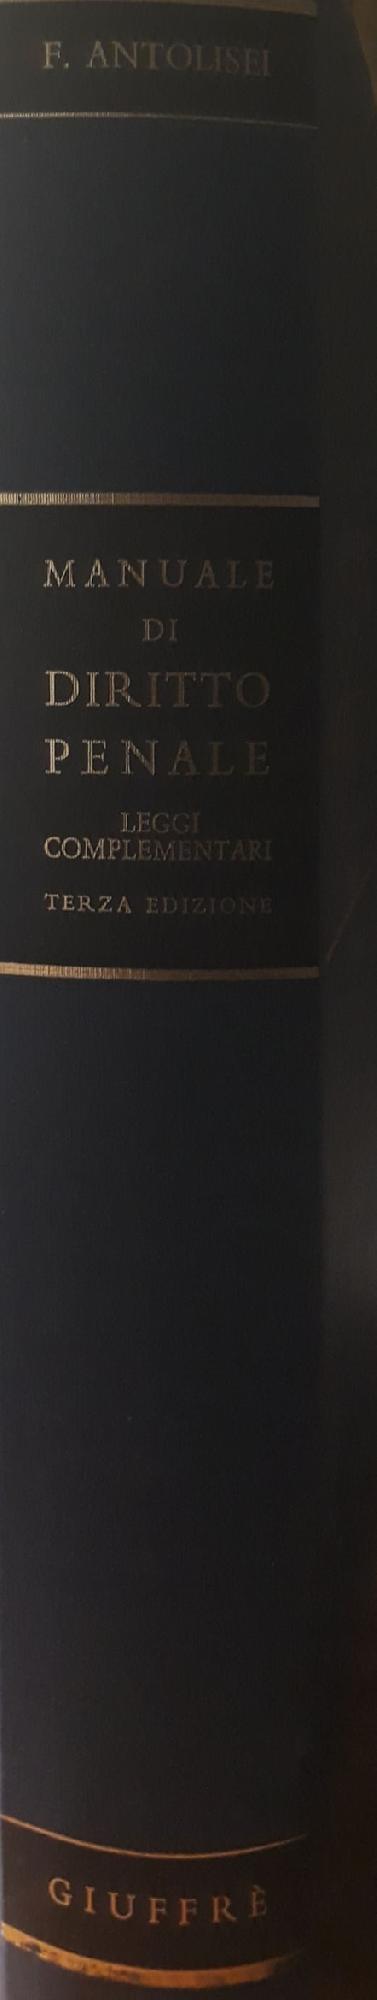 F. ANTOLISEI
MANUALE
DI
DIRITTO
PENALE
LEGGI
COMPLEMENTARI
TERZA EDIZIONE
GIUFFRÈ